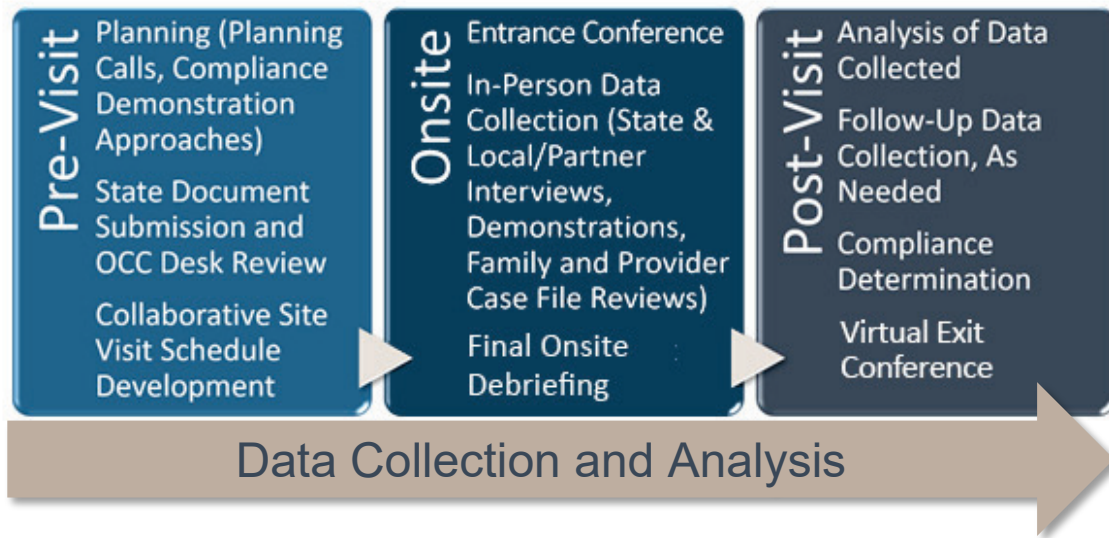 Pre-Visit
Planning (Planning
Calls, Compliance
Demonstration
Approaches)
State Document
Submission and
OCC Desk Review
Collaborative Site
Visit Schedule
Development
Onsite
Entrance Conference
In-Person Data
Collection (State &
Local/Partner
Interviews,
Demonstrations,
Family and Provider
Case File Reviews)
Final Onsite
Debriefing
Post-Visit
Analysis of Data
Collected
Follow-Up Data
Collection, As
Needed
Compliance
Determination
Virtual Exit
Conference
Data Collection and Analysis